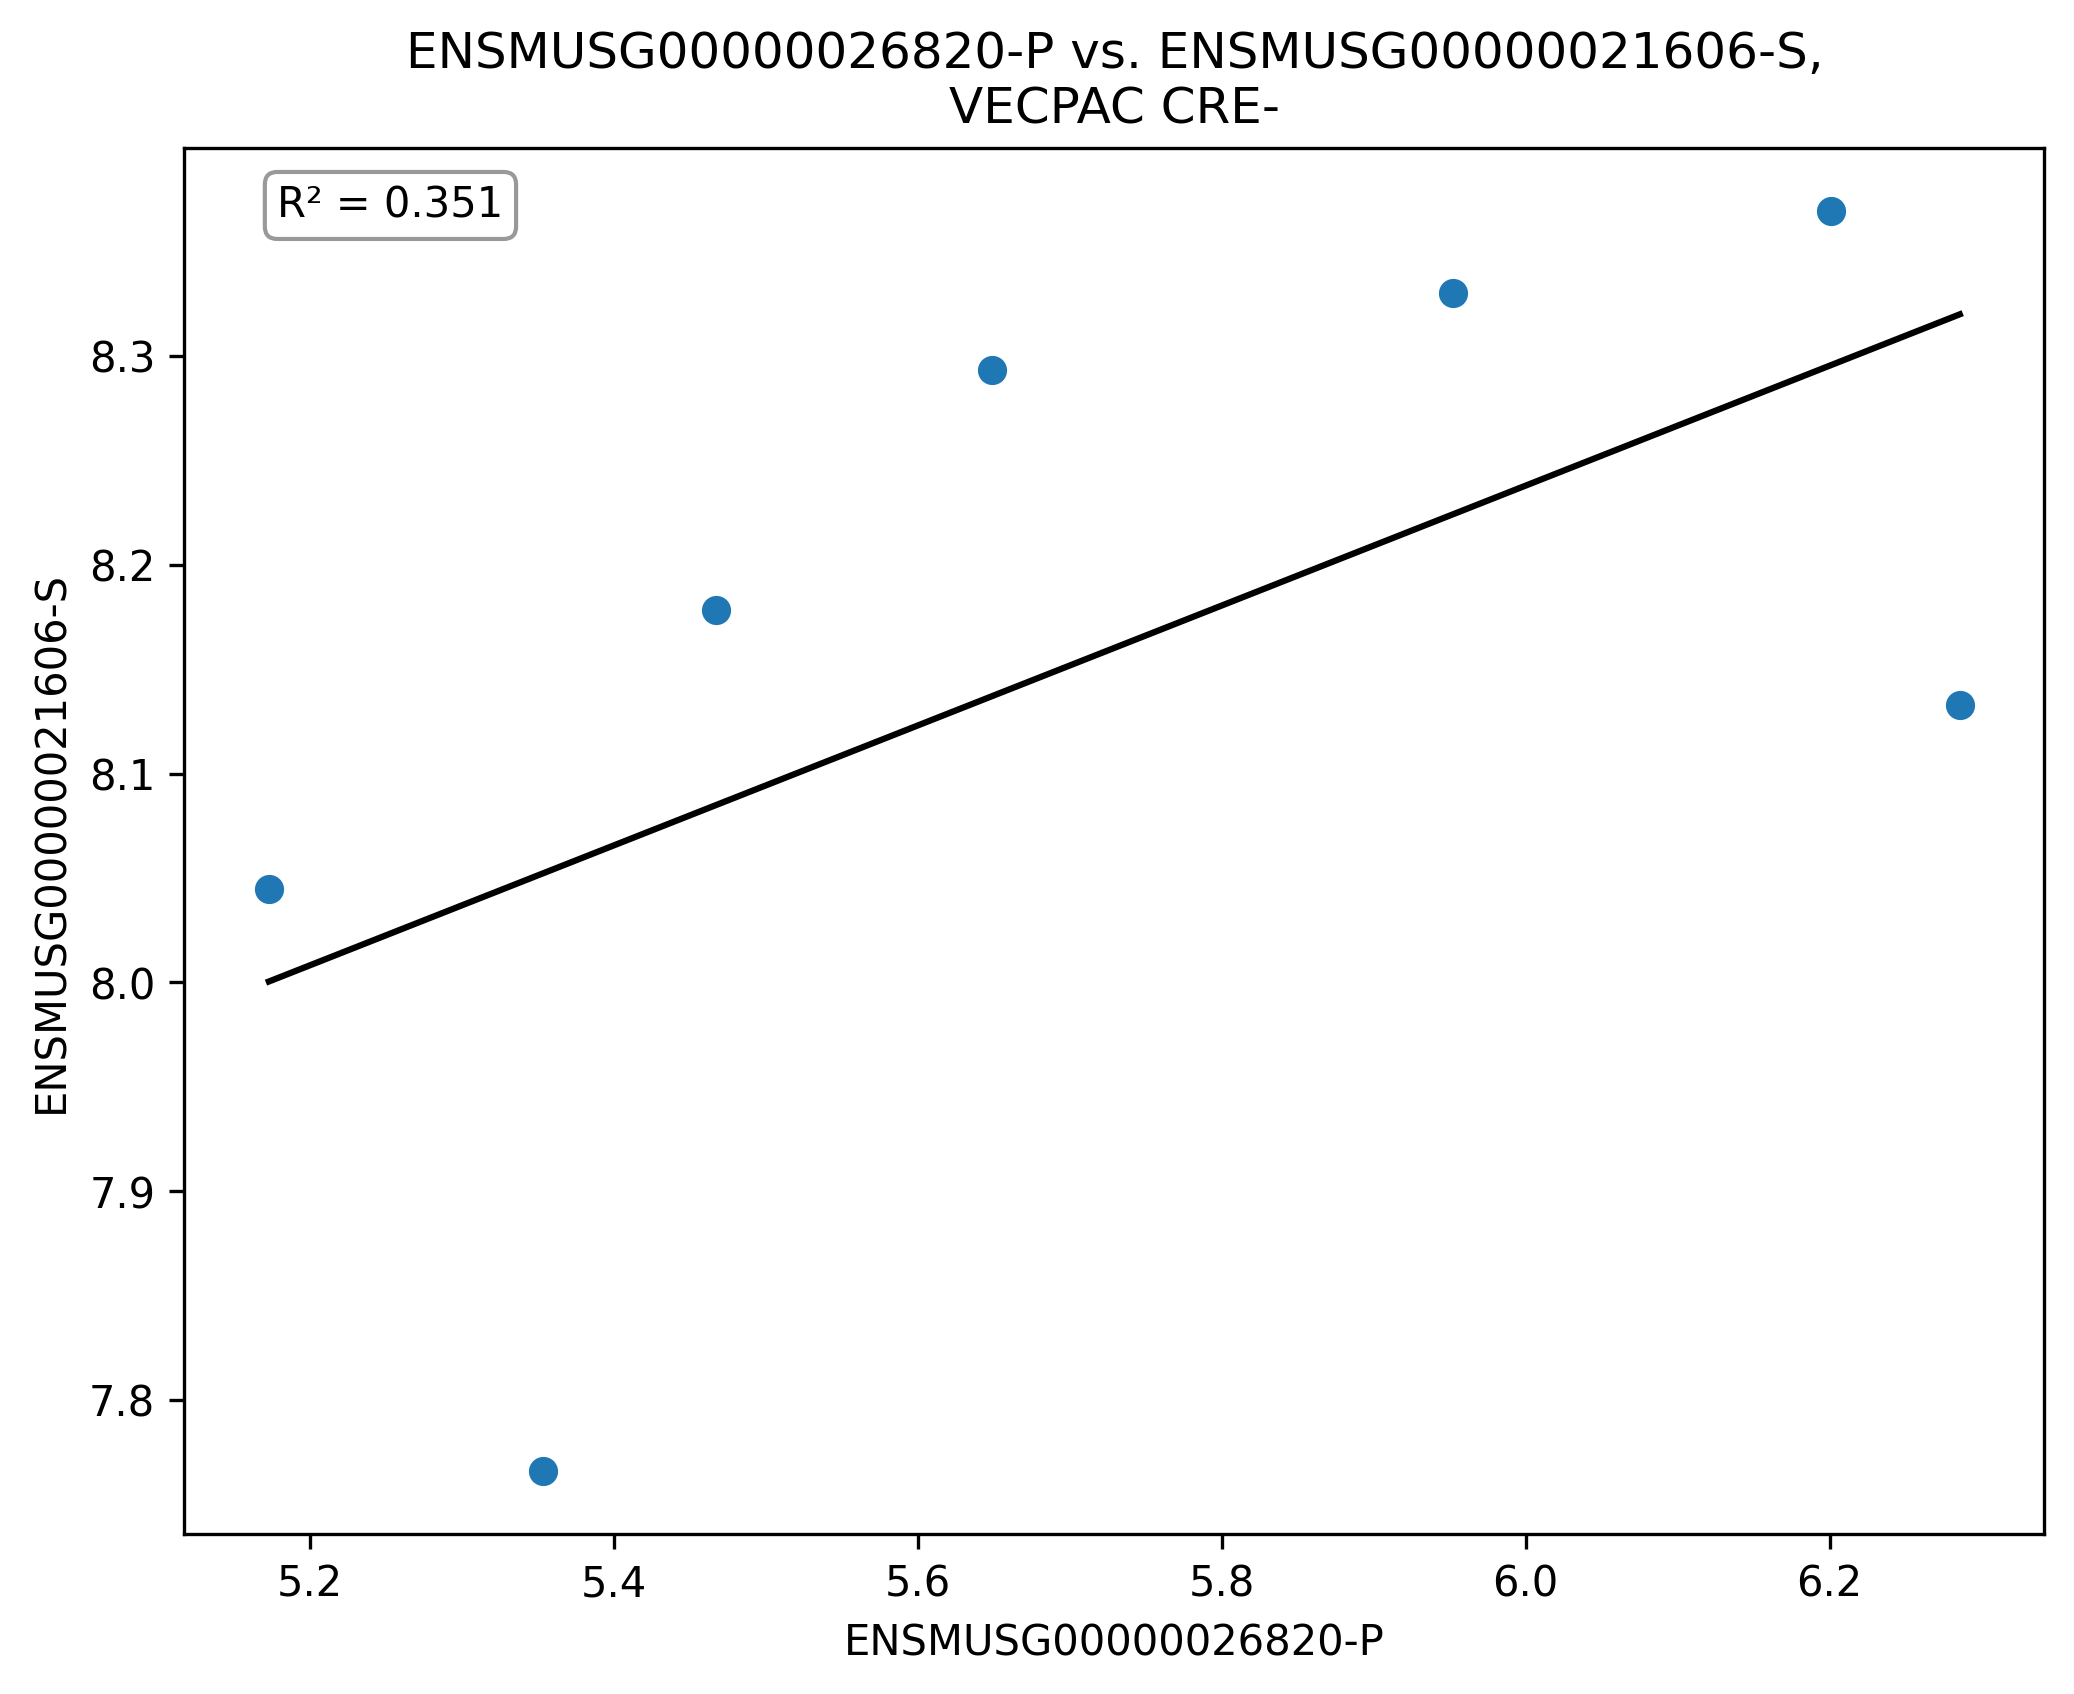 ENSMUSG00000026820-P vs. ENSMUSG00000021606-S,
VECPAC CRE-
R² = 0.351
8.3
8.2
8.1
8.0
7.9
7.8
ENSMUSG00000021606-S
5.2 5.4 5.6 5.8 6.0 6.2
ENSMUSG00000026820-P